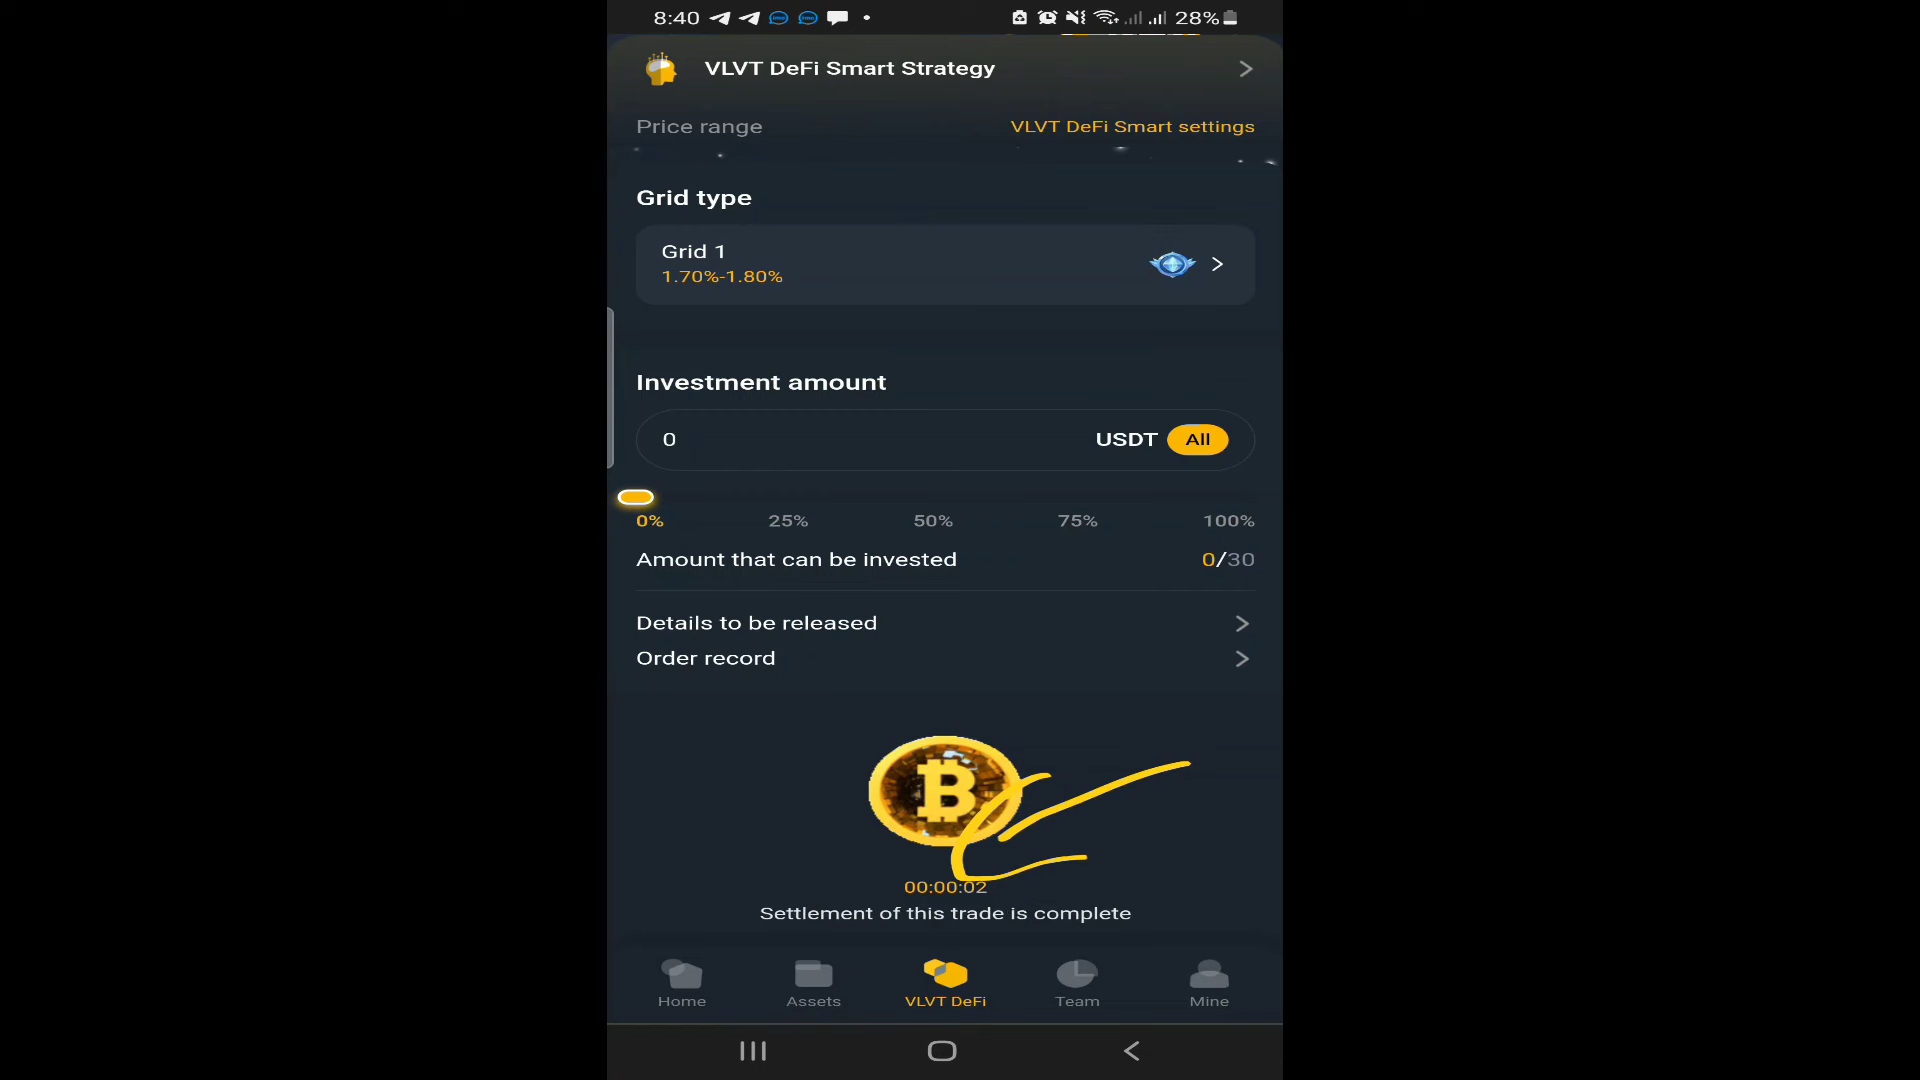 8:40 28%
VLVT DeFi Smart Strategy
Price range VLVT DeFi Smart settings
Grid type
Grid 1
1.70%-1.80%
Investment amount
0 USDT All
0% 25% 50% 75% 100%
Amount that can be invested 0/30
Details to be released
Order record
B
00:00:02
Settlement of this trade is complete
Home Assets VLVT DeFi Team Mine